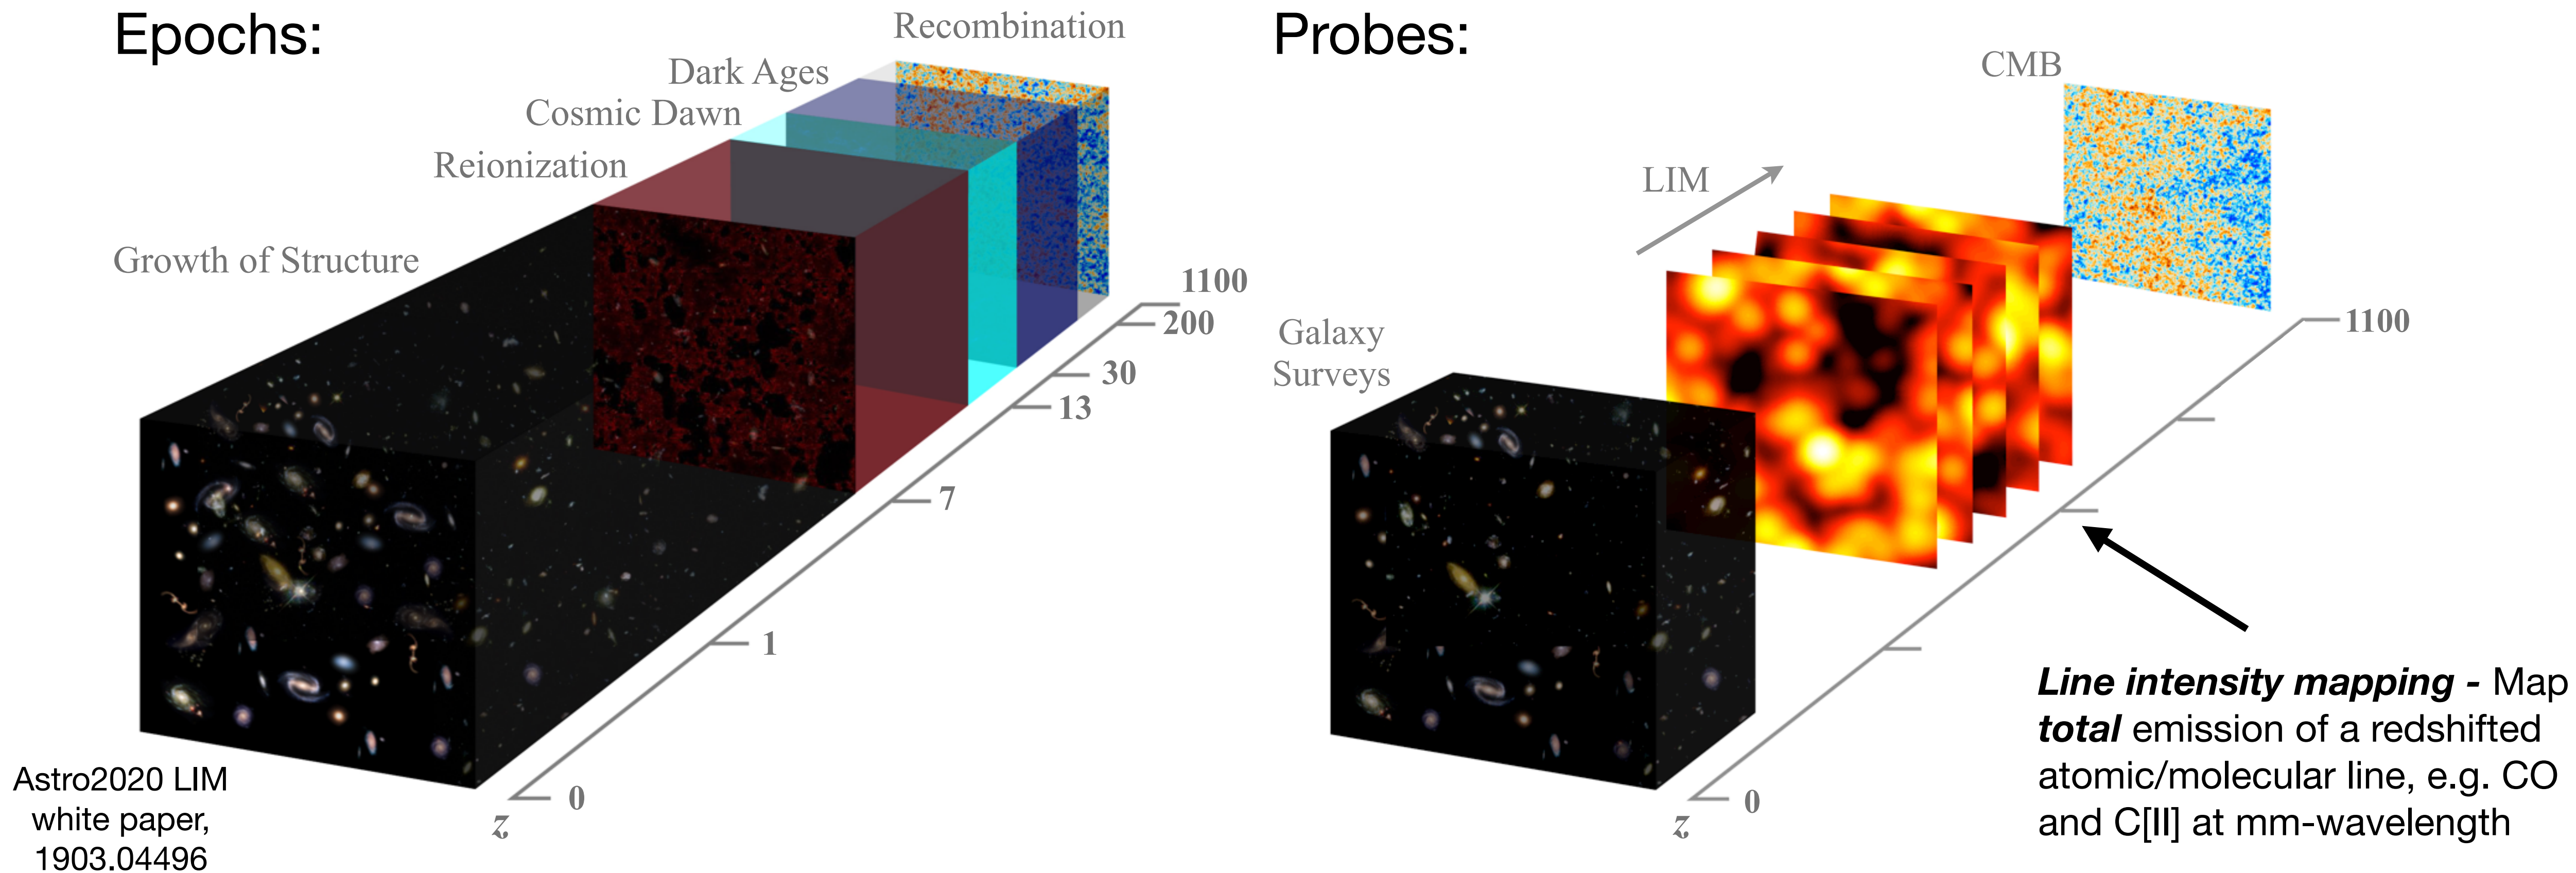 Epochs:
Recombination
Dark Ages
Cosmic Dawn
Reionization
Growth of Structure
1100
200
30
13
7
1
0
z
Astro2020 LIM
white paper,
1903.04496
Probes:
CMB
LIM
Galaxy
Surveys
1100
0
z
Line intensity mapping - Map
total emission of a redshifted
atomic/molecular line, e.g. CO
and C[II] at mm-wavelength